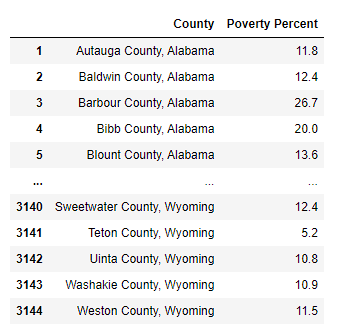 County Poverty Percent
1 Autauga County, Alabama 11.8
2 Baldwin County, Alabama 12.4
3 Barbour County, Alabama 26.7
4 Bibb County, Alabama 20.0
5 Blount County, Alabama 13.6
... ... ...
3140 Sweetwater County, Wyoming 12.4
3141 Teton County, Wyoming 5.2
3142 Uinta County, Wyoming 10.8
3143 Washakie County, Wyoming 10.9
3144 Weston County, Wyoming 11.5